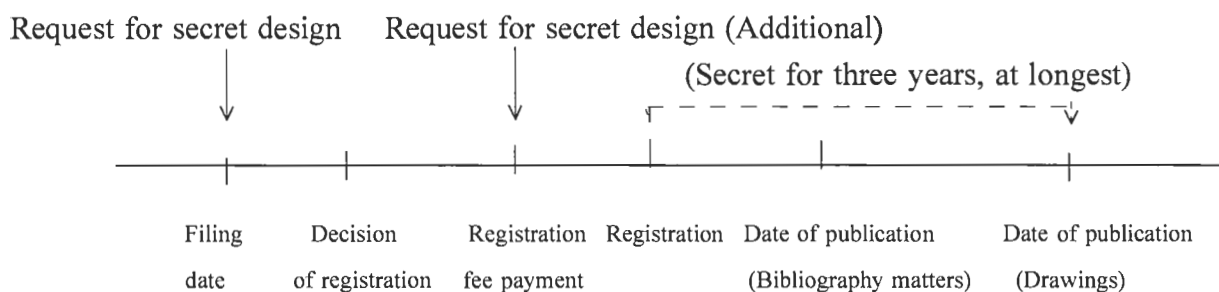 Request for secret design Request for secret design (Additional)
(Secret for three years, at longest)
Filing Decision Registration Registration Date of publication Date of publication
date of registration fee payment (Bibliography matters) (Drawings)